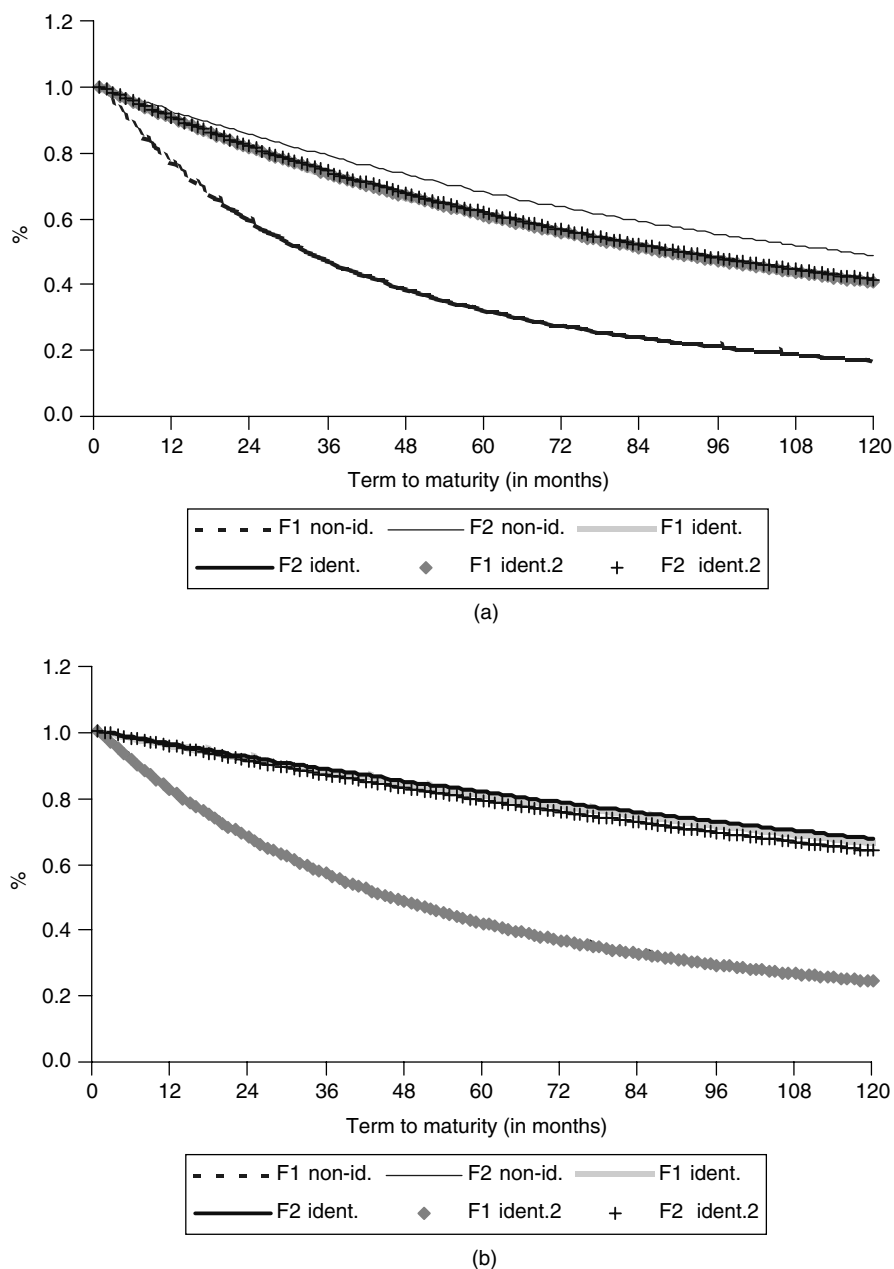 1.2
1.0
0.8
0.6
0.4
0.2
0.0
%
0 12 24 36 48 60 72 84 96 108 120
Term to maturity (in months)
F1 non-id. F2 non-id. F1 ident.
F2 ident. F1 ident.2 F2 ident.2
(a)
1.2
1.0
0.8
0.6
0.4
0.2
0.0
%
0 12 24 36 48 60 72 84 96 108 120
Term to maturity (in months)
F1 non-id. F2 non-id. F1 ident.
F2 ident. F1 ident.2 F2 ident.2
(b)